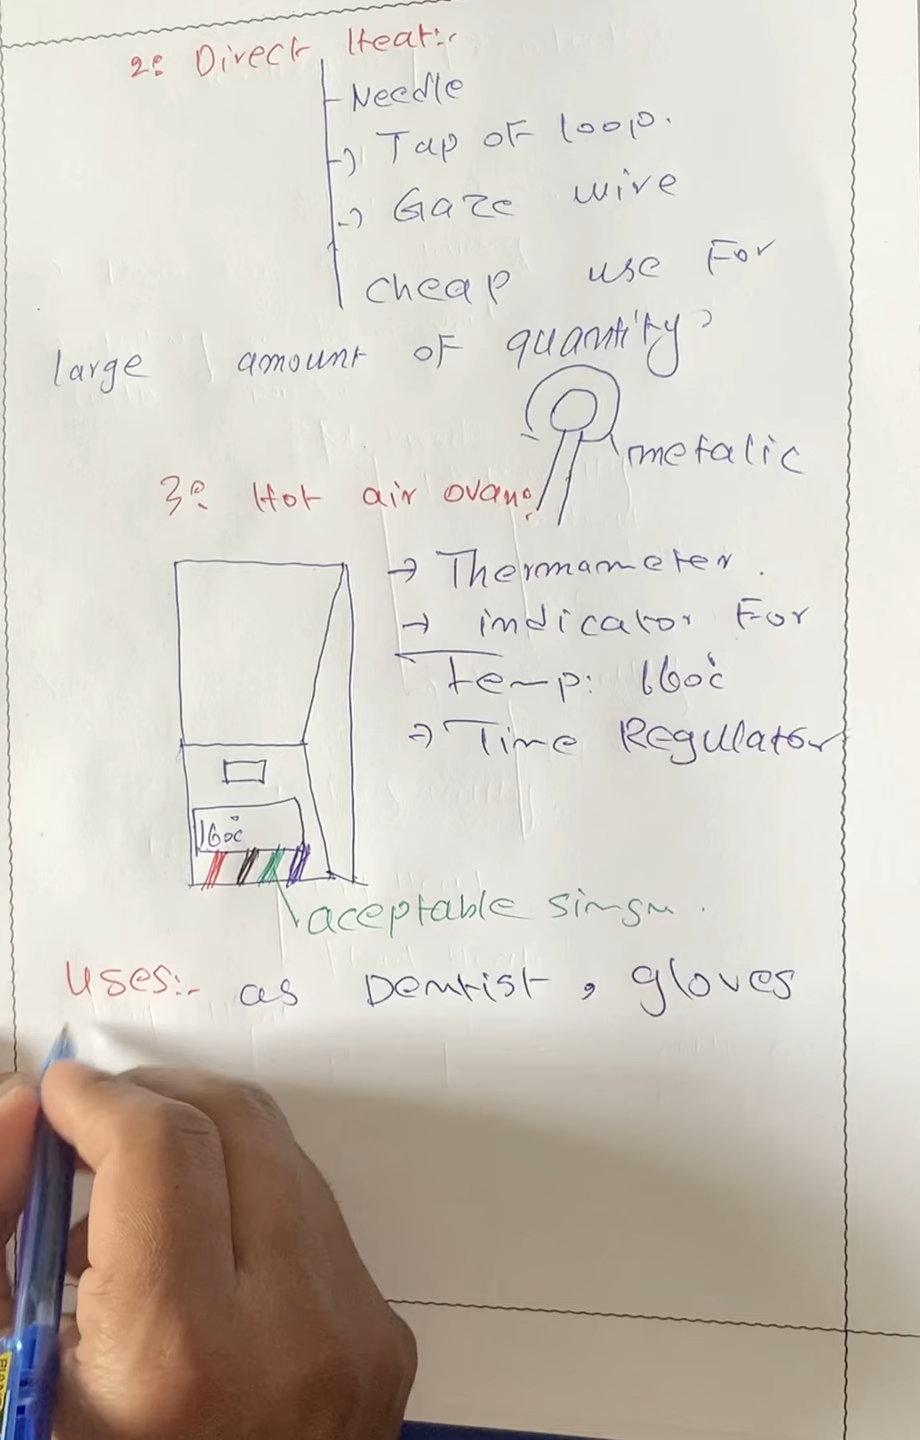 2: Direct Heat:-
Needle
→ Tap of loop.
→ Gaze wire
cheap use For
large amount of quantity
metalic
3: Hot air ovan:
→ Thermameter.
→ indicator For
temp: 160°c
→ Time Regulator
160°c
aceptable
Uses:- as Dentist, gloves